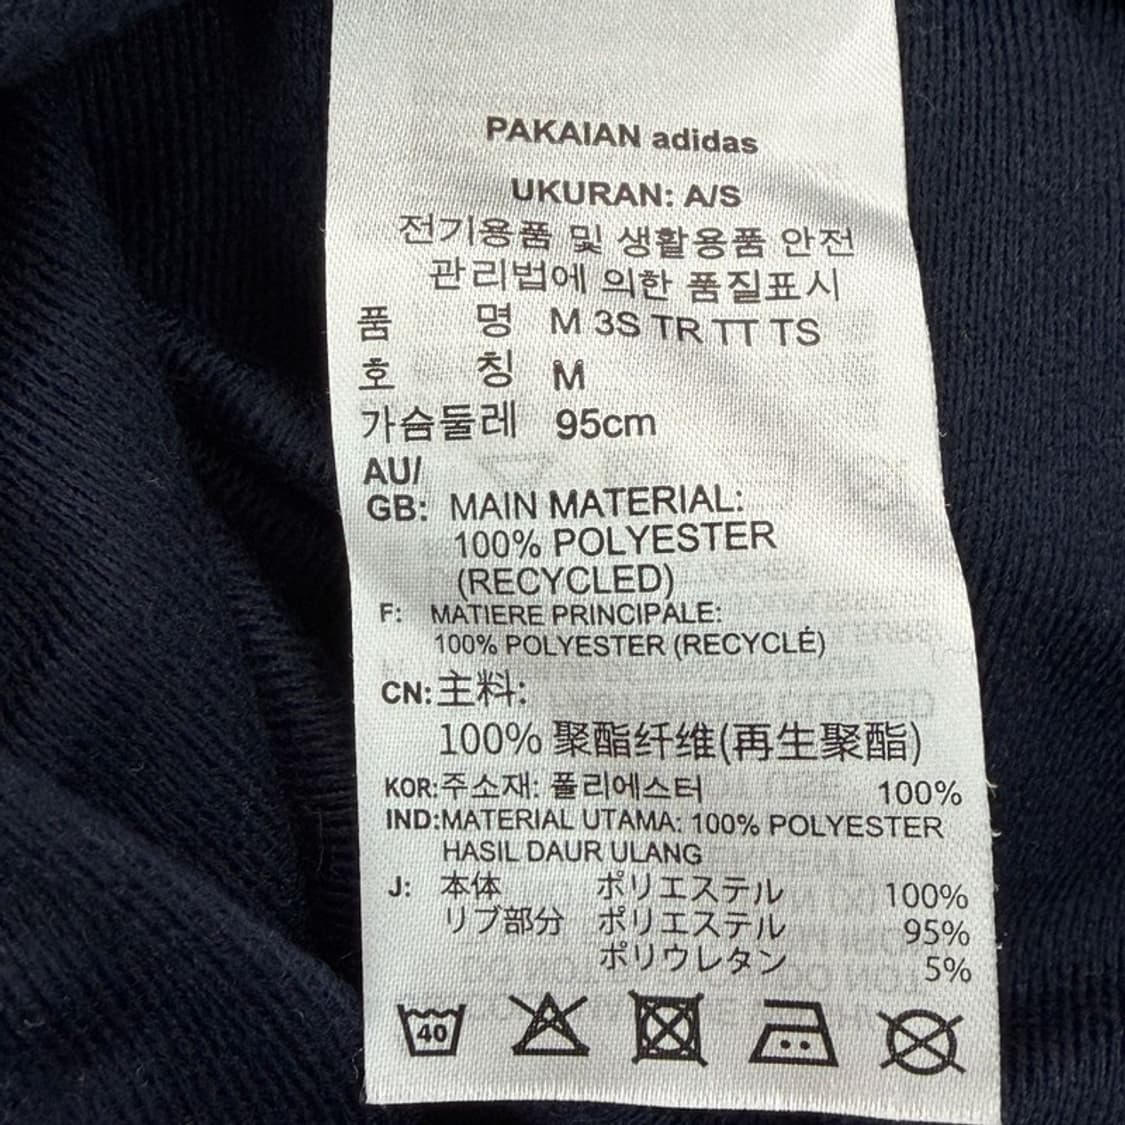 PAKAIAN adidas
UKURAN: A/S
전기용품 및 생활용품 안전
관리법에 의한 품질표시
품 명 M 3S TR TT TS
호 칭 M
가슴둘레 95cm
AU/
GB: MAIN MATERIAL:
100% POLYESTER
(RECYCLED)
F: MATIERE PRINCIPALE:
100% POLYESTER (RECYCLÉ)
CN: 主料:
100% 聚酯纤维(再生聚酯)
KOR:주소재: 폴리에스터 100%
IND:MATERIAL UTAMA: 100% POLYESTER
HASIL DAUR ULANG
J: 本体 ポリエステル 100%
リブ部分 ポリエステル 95%
ポリウレタン 5%
40